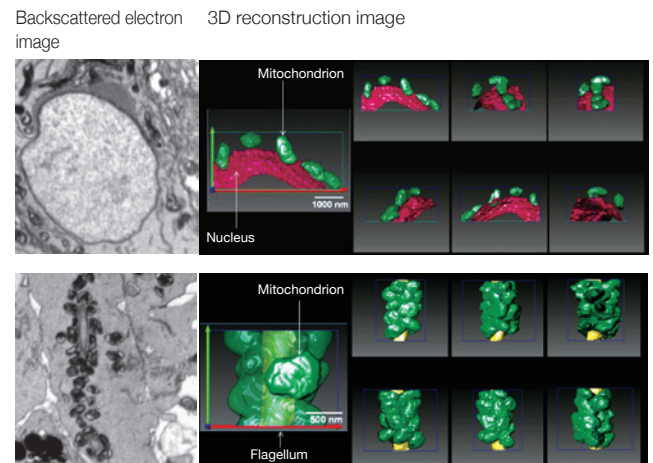 Backscattered electron
image
3D reconstruction image
Mitochondrion
1000 nm
Nucleus
Mitochondrion
500 nm
Flagellum